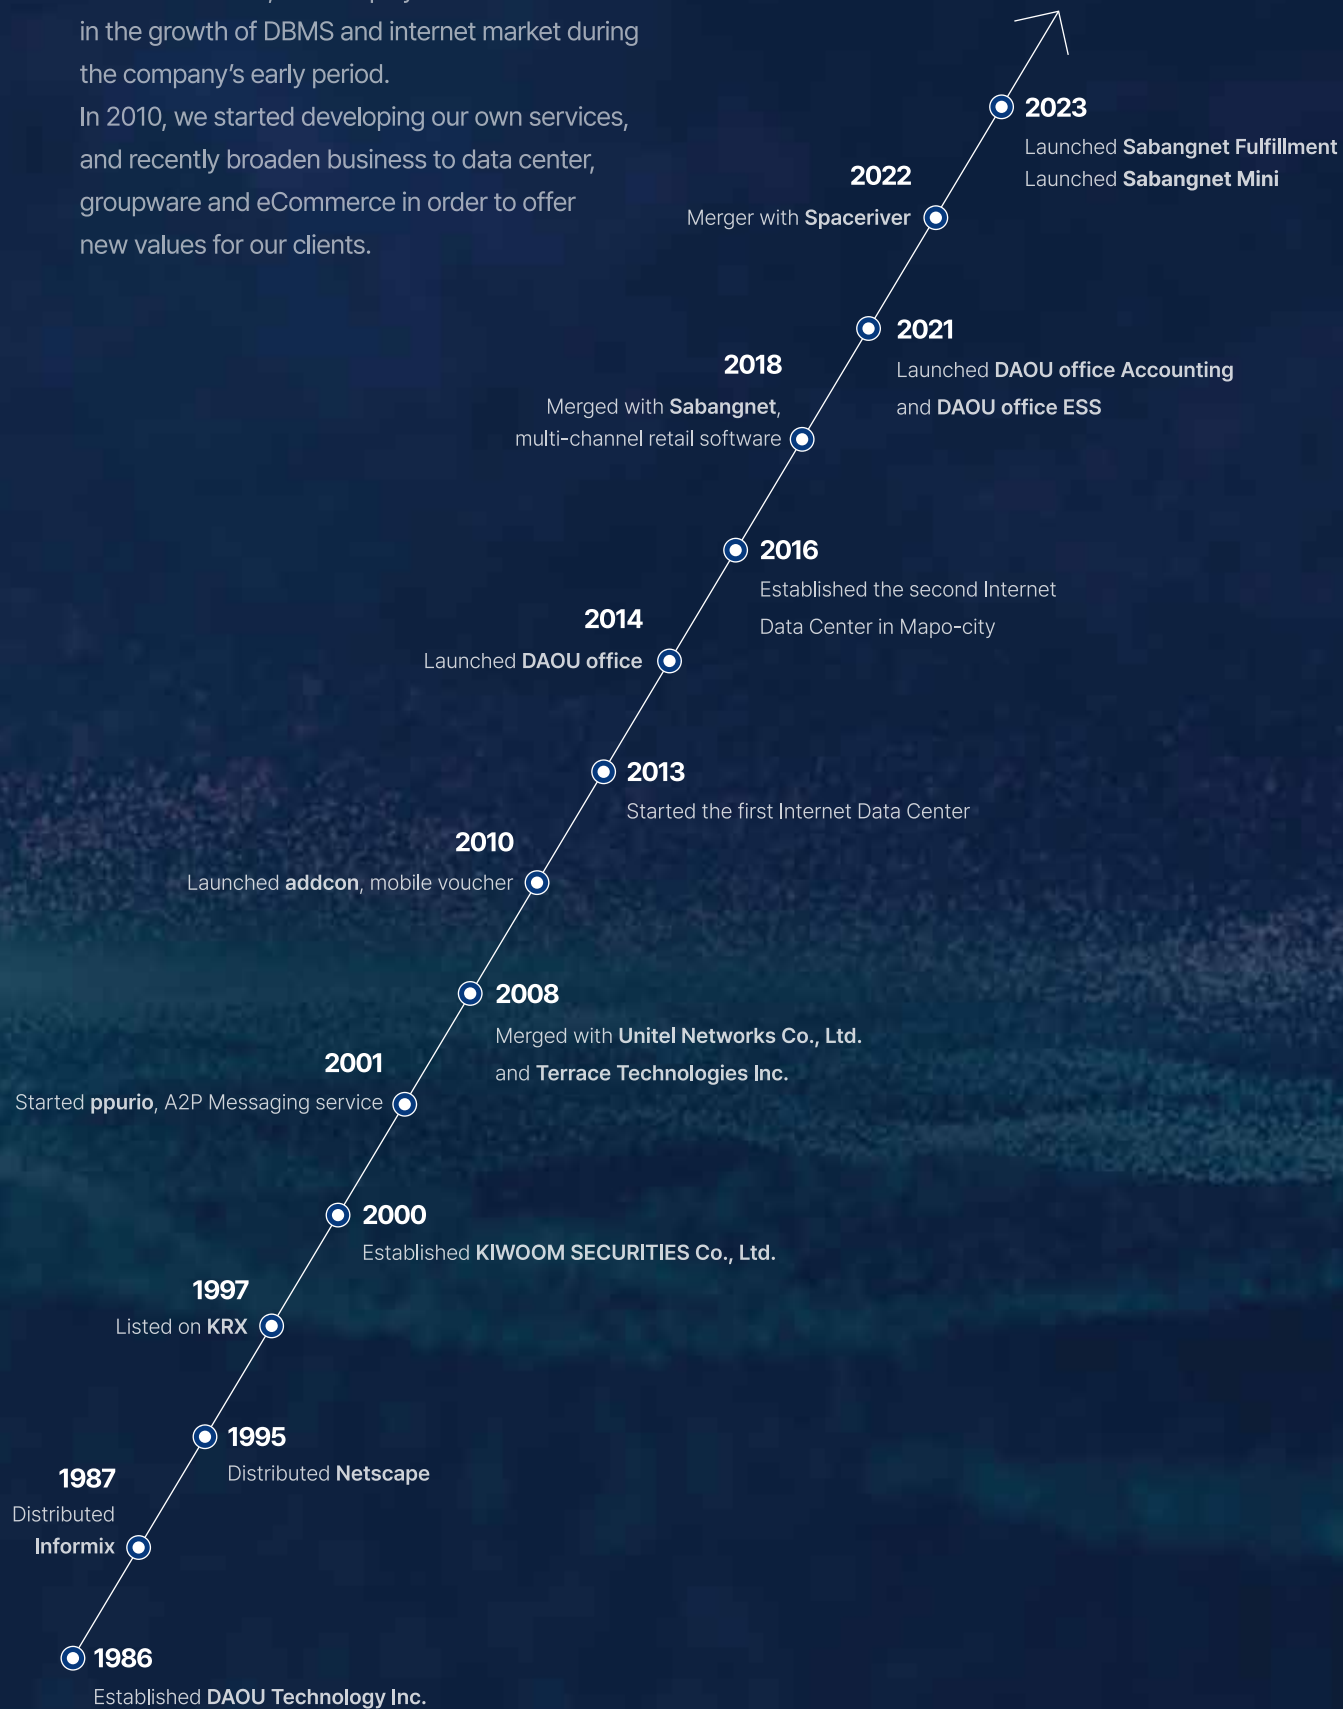 in the growth of DBMS and internet market during
the company's early period.
In 2010, we started developing our own services,
and recently broaden business to data center,
groupware and eCommerce in order to offer
new values for our clients.
2023
Launched Sabangnet Fulfillment
Launched Sabangnet Mini
2022
Merger with Spaceriver
2021
Launched DAOU office Accounting
and DAOU office ESS
2018
Merged with Sabangnet,
multi-channel retail software
2016
Established the second Internet
Data Center in Mapo-city
2014
Launched DAOU office
2013
Started the first Internet Data Center
2010
Launched addcon, mobile voucher
2008
Merged with Unitel Networks Co., Ltd.
and Terrace Technologies Inc.
2001
Started ppurio, A2P Messaging service
2000
Established KIWOOM SECURITIES Co., Ltd.
1997
Listed on KRX
1995
Distributed Netscape
1987
Distributed
Informix
1986
Established DAOU Technology Inc.